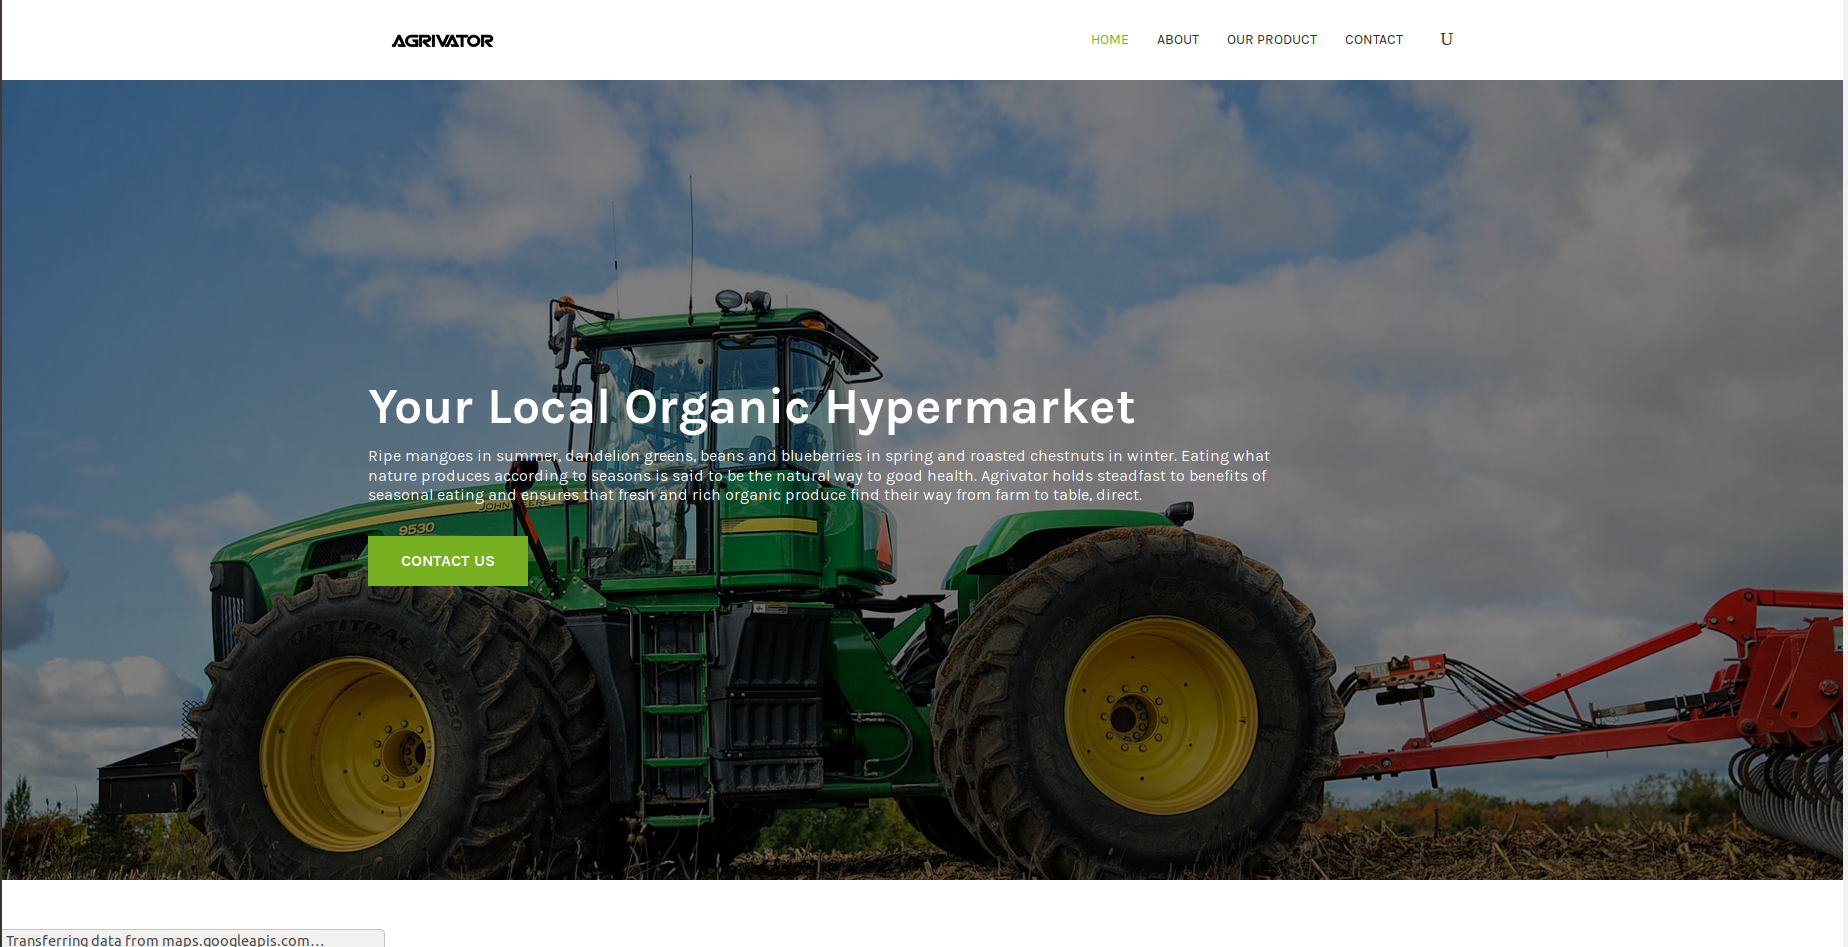 AGRIVATOR
HOME ABOUT OUR PRODUCT CONTACT U
Your Local Organic Hypermarket
Ripe mangoes in summer, dandelion greens, beans and blueberries in spring and roasted chestnuts in winter. Eating what
nature produces according to seasons is said to be the natural way to good health. Agrivator holds steadfast to benefits of
seasonal eating and ensures that fresh and rich organic produce find their way from farm to table, direct.
JOHN DEERE
9530
CONTACT US
OPTITRAC DT830
Transferring data from maps.googleapis.com...